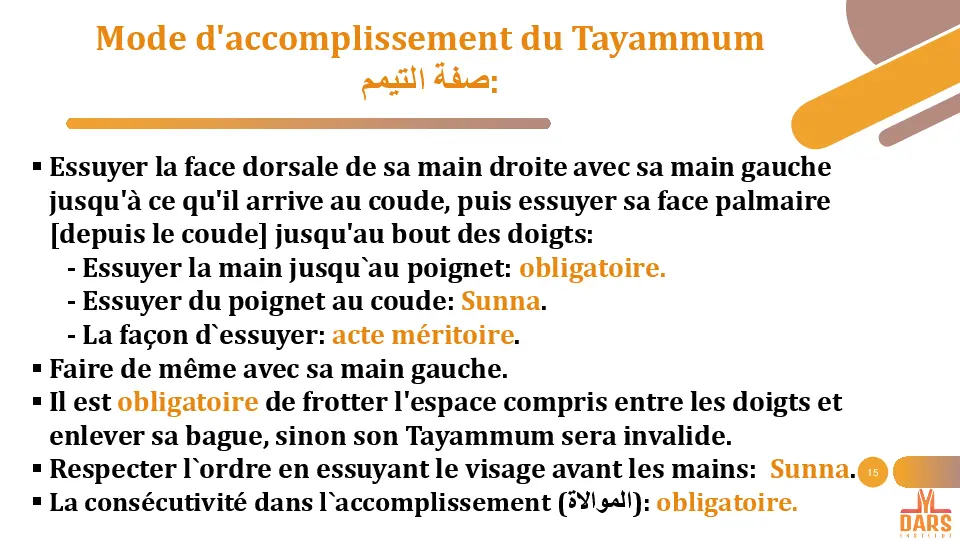 Mode d'accomplissement du Tayammum
صفة التيمم:
▪ Essuyer la face dorsale de sa main droite avec sa main gauche
jusqu'à ce qu'il arrive au coude, puis essuyer sa face palmaire
[depuis le coude] jusqu'au bout des doigts:
- Essuyer la main jusqu`au poignet: obligatoire.
- Essuyer du poignet au coude: Sunna.
- La façon d`essuyer: acte méritoire.
▪ Faire de même avec sa main gauche.
▪ Il est obligatoire de frotter l'espace compris entre les doigts et
enlever sa bague, sinon son Tayammum sera invalide.
▪ Respecter l`ordre en essuyant le visage avant les mains: Sunna.
15
▪ La consécutivité dans l`accomplissement (الموالاة): obligatoire.
DARS
INSTITUT